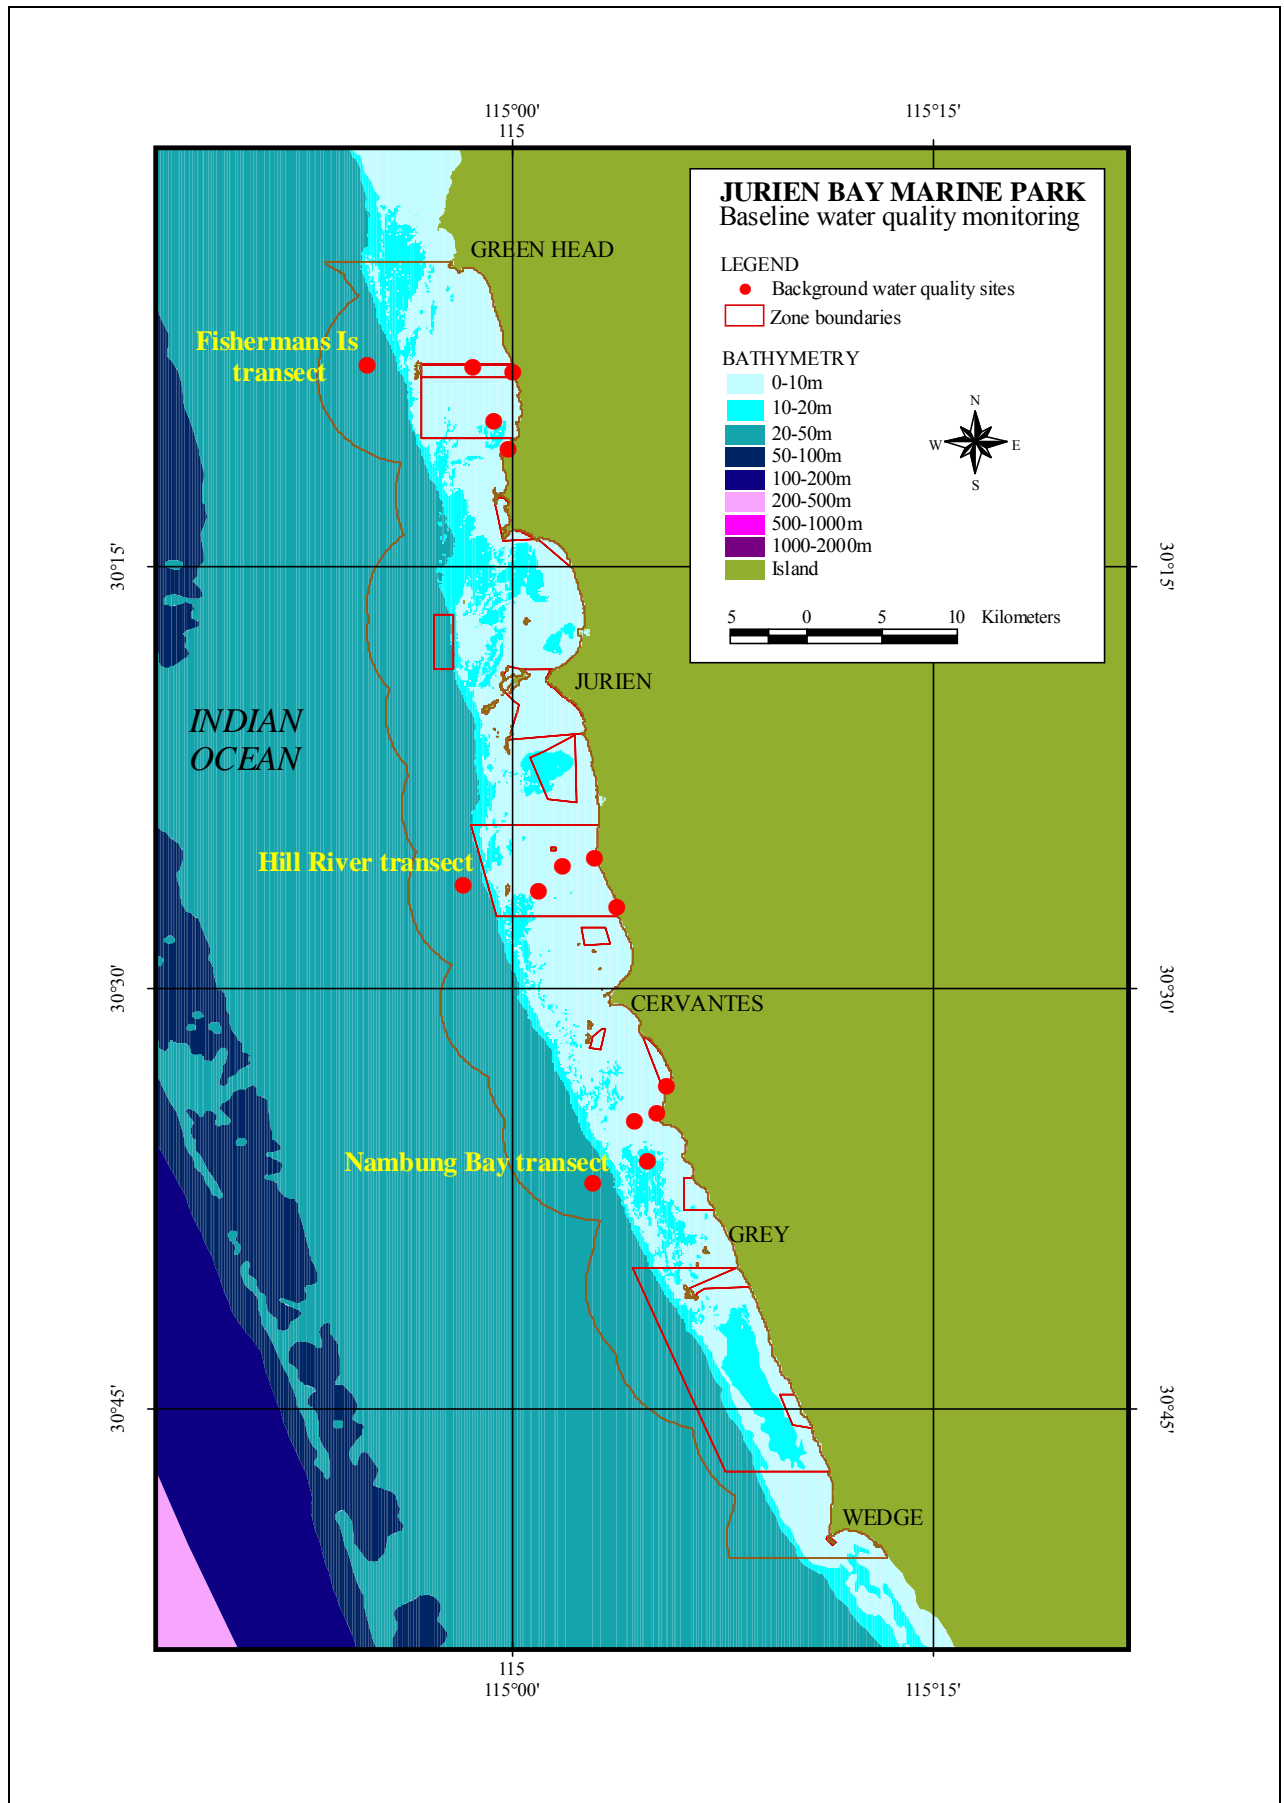 115°00'
115
115°15'
JURIEN BAY MARINE PARK
Baseline water quality monitoring
LEGEND
Background water quality sites
Zone boundaries
BATHYMETRY
0-10m
10-20m
20-50m
50-100m
100-200m
200-500m
500-1000m
1000-2000m
Island
N
W
E
S
5 0 5 10 Kilometers
GREEN HEAD
Fishermans Is
transect
30°15'
30°15'
JURIEN
INDIAN
OCEAN
Hill River transect
30°30'
30°30'
CERVANTES
Nambung Bay transect
GREY
30°45'
30°45'
WEDGE
115
115°00'
115°15'